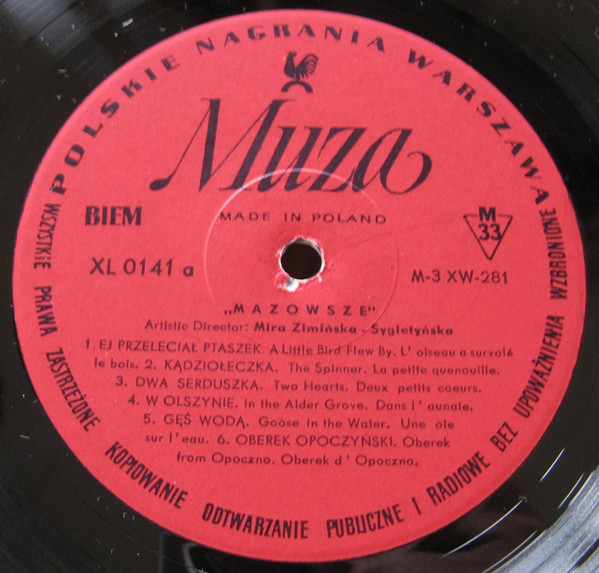 POLSKIE NAGRANIA WARSZAWA
Muza
BIEM
MADE IN POLAND
M
33
XL 0141 a
M-3 XW-281
„MAZOWSZE”
Artistic Director: Mira Zimińska-Sygietyńska
1. EJ PRZELECIAŁ PTASZEK: A Little Bird Flew By. L' oiseau a survolé
le bois. 2. KĄDZIOŁECZKA. The Spinner. La petite quenouille.
3. DWA SERDUSZKA. Two Hearts. Deux petits coeurs.
4. W OLSZYNIE. In the Alder Grove. Dans l' aunaie.
5. GĘŚ WODĄ. Goose in the Water. Une oie
sur l' eau. 6. OBEREK OPOCZYŃSKI. Oberek
from Opoczno. Oberek d' Opoczno.
WSZYSTKIE PRAWA ZASTRZEŻONE KOPIOWANIE ODTWARZANIE PUBLICZNE I RADIOWE BEZ UPOWAŻNIENIA WZBRONIONE